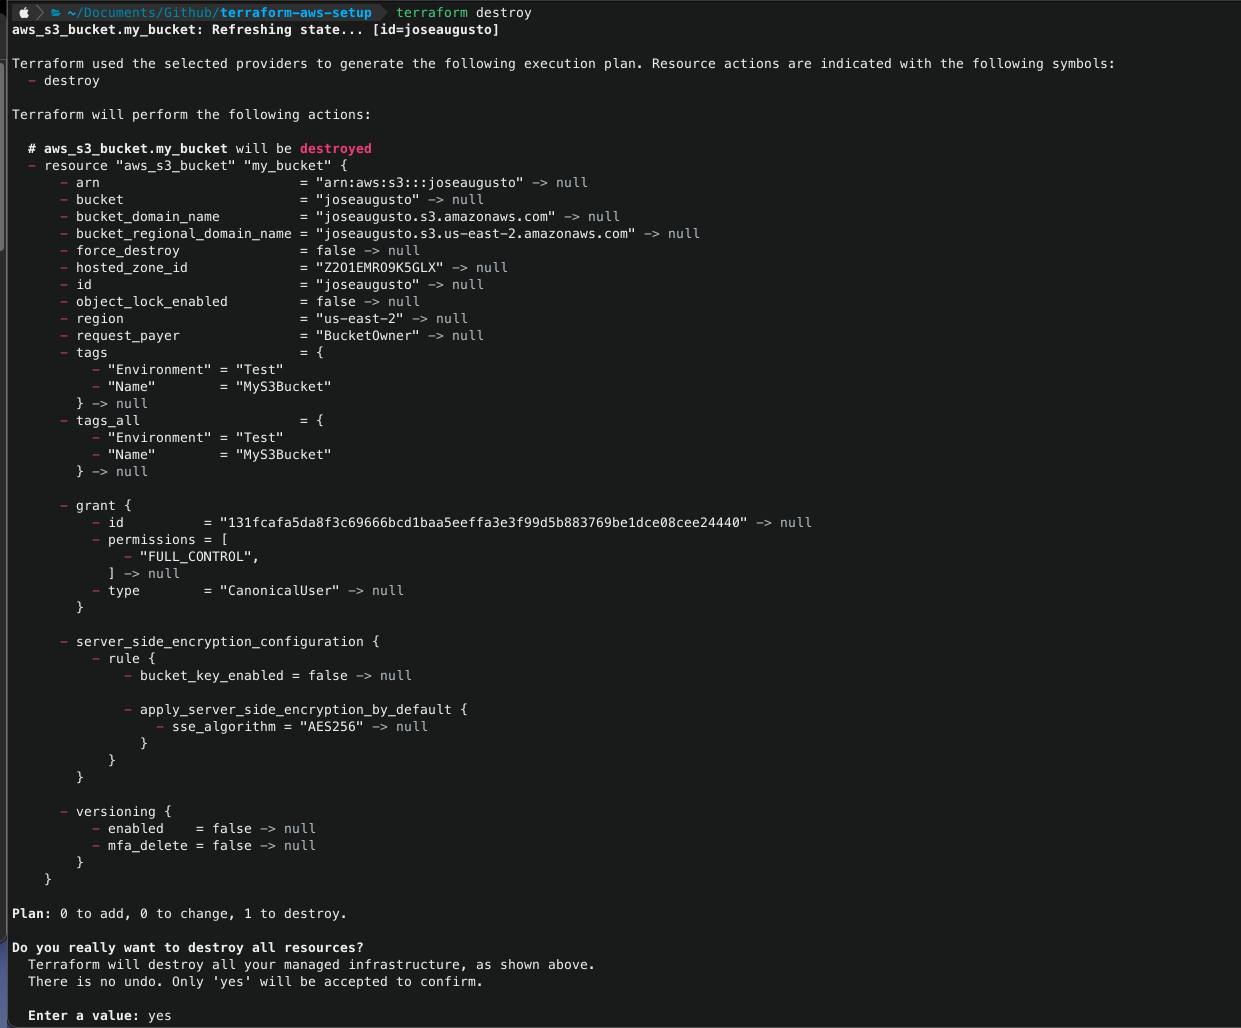 ~/Documents/Github/terraform-aws-setup terraform destroy
aws_s3_bucket.my_bucket: Refreshing state... [id=joseaugusto]
Terraform used the selected providers to generate the following execution plan. Resource actions are indicated with the following symbols:
- destroy
Terraform will perform the following actions:
# aws_s3_bucket.my_bucket will be destroyed
- resource "aws_s3_bucket" "my_bucket" {
- arn = "arn:aws:s3:::joseaugusto" -> null
- bucket = "joseaugusto" -> null
- bucket_domain_name = "joseaugusto.s3.amazonaws.com" -> null
- bucket_regional_domain_name = "joseaugusto.s3.us-east-2.amazonaws.com" -> null
- force_destroy = false -> null
- hosted_zone_id = "Z2O1EMRO9K5GLX" -> null
- id = "joseaugusto" -> null
- object_lock_enabled = false -> null
- region = "us-east-2" -> null
- request_payer = "BucketOwner" -> null
- tags = {
- "Environment" = "Test"
- "Name" = "MyS3Bucket"
} -> null
- tags_all = {
- "Environment" = "Test"
- "Name" = "MyS3Bucket"
} -> null
- grant {
- id = "131fcafa5da8f3c69666bcd1baa5eeffa3e3f99d5b883769be1dce08cee24440" -> null
- permissions = [
- "FULL_CONTROL",
] -> null
- type = "CanonicalUser" -> null
}
- server_side_encryption_configuration {
- rule {
- bucket_key_enabled = false -> null
- apply_server_side_encryption_by_default {
- sse_algorithm = "AES256" -> null
}
}
}
- versioning {
- enabled = false -> null
- mfa_delete = false -> null
}
}
Plan: 0 to add, 0 to change, 1 to destroy.
Do you really want to destroy all resources?
Terraform will destroy all your managed infrastructure, as shown above.
There is no undo. Only 'yes' will be accepted to confirm.
Enter a value: yes